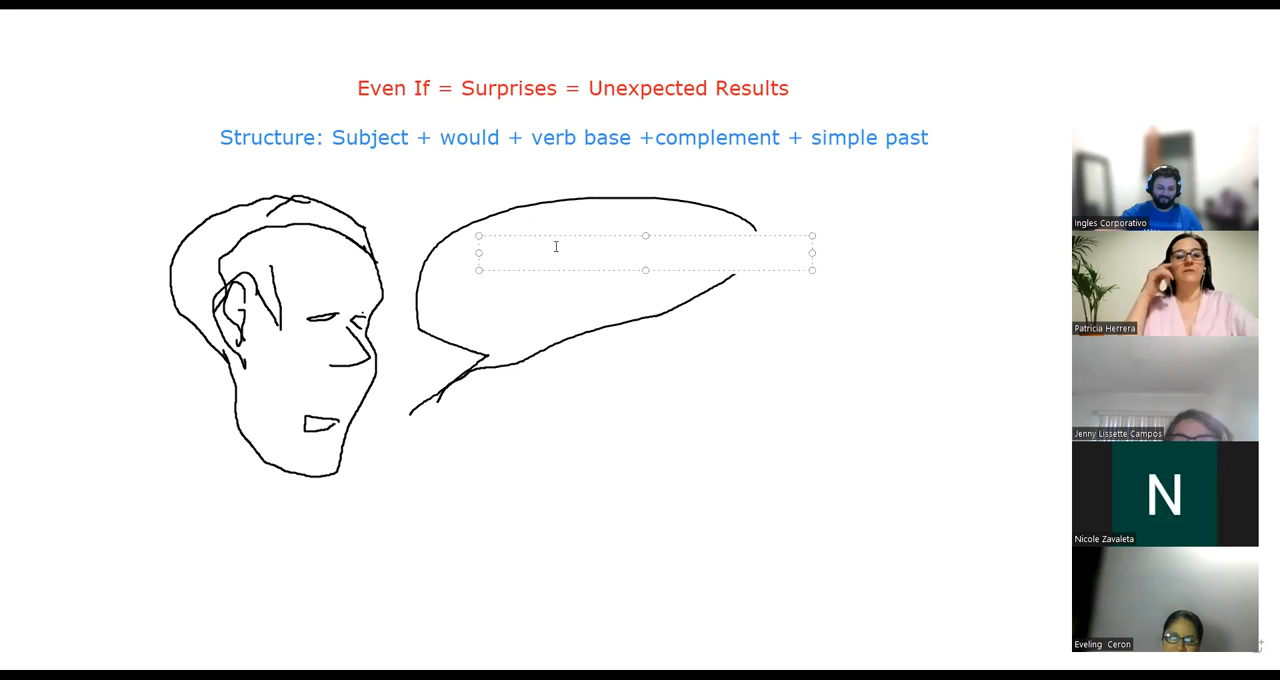 Even If = Surprises = Unexpected Results
Structure: Subject + would + verb base +complement + simple past
Ingles Corporativo
Patricia Herrera
Jenny Lissette Campos
N
Nicole Zavaleta
Eveling Ceron